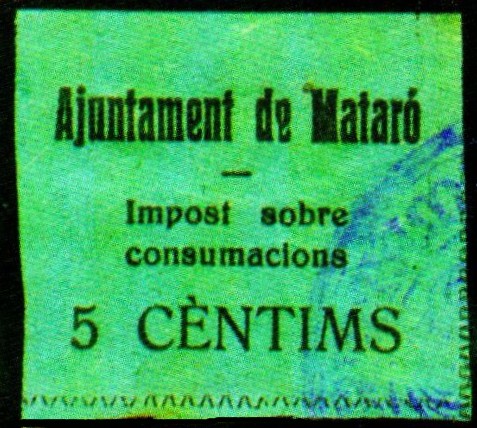 Ajuntament de Mataró
—
Impost sobre
consumacions
5 CÈNTIMS